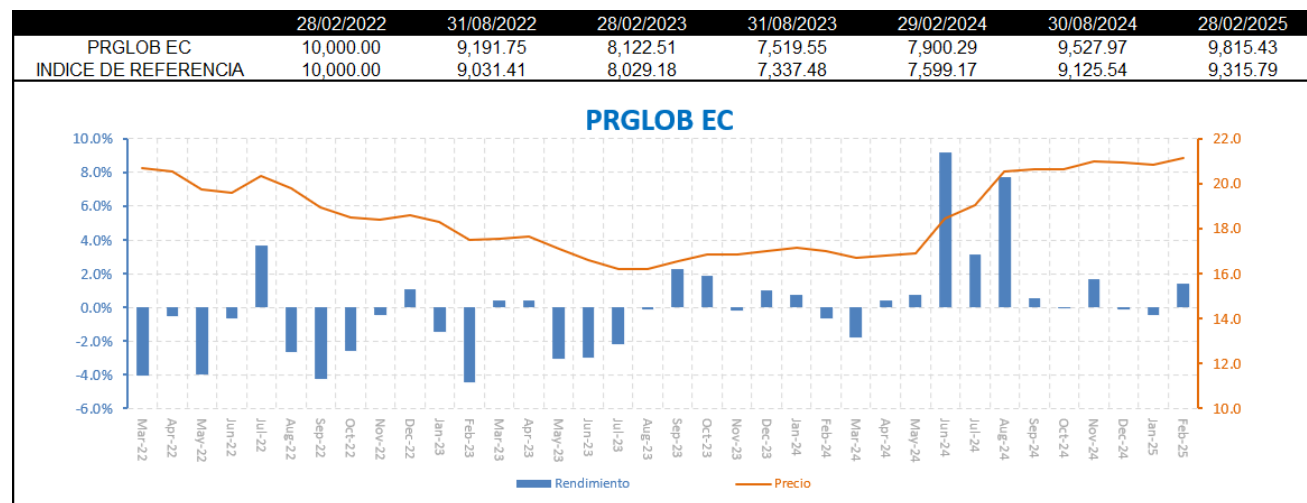 28/02/2022 31/08/2022 28/02/2023 31/08/2023 29/02/2024 30/08/2024 28/02/2025
PRGLOB EC 10,000.00 9,191.75 8,122.51 7,519.55 7,900.29 9,527.97 9,815.43
INDICE DE REFERENCIA 10,000.00 9,031.41 8,029.18 7,337.48 7,599.17 9,125.54 9,315.79
PRGLOB EC
10.0% 22.0
8.0% 20.0
6.0%
4.0% 18.0
2.0% 16.0
0.0% 14.0
-2.0%
-4.0% 12.0
-6.0% 10.0
Mar-22 Apr-22 May-22 Jun-22 Jul-22 Aug-22 Sep-22 Oct-22 Nov-22 Dec-22 Jan-23 Feb-23 Mar-23 Apr-23 May-23 Jun-23 Jul-23 Aug-23 Sep-23 Oct-23 Nov-23 Dec-23 Jan-24 Feb-24 Mar-24 Apr-24 May-24 Jun-24 Jul-24 Aug-24 Sep-24 Oct-24 Nov-24 Dec-24 Jan-25 Feb-25
Rendimiento Precio